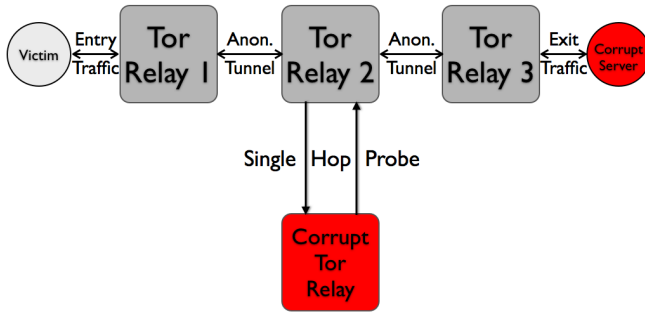 Victim
Entry
Traffic
Tor
Relay 1
Anon.
Tunnel
Tor
Relay 2
Anon.
Tunnel
Tor
Relay 3
Exit
Traffic
Corrupt
Server
Single Hop Probe
Corrupt
Tor
Relay